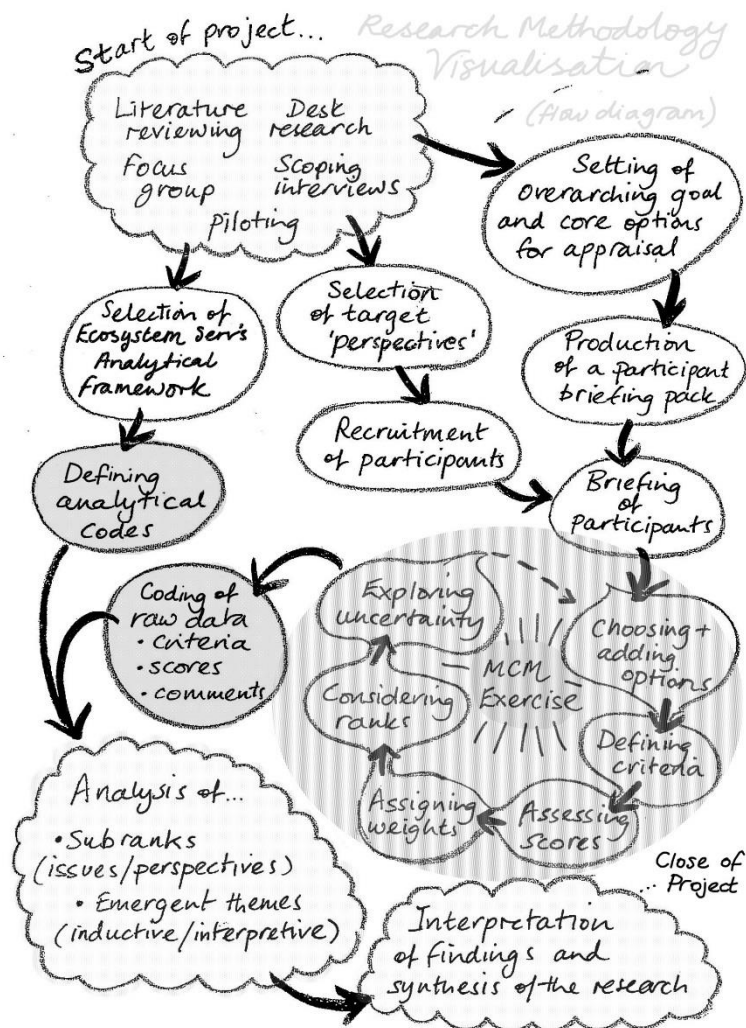 Start of project...
Research Methodology
Visualisation
(flow diagram)
Literature
reviewing
Desk
research
Focus
group
Scoping
interviews
Piloting
Setting of
overarching goal
and core options
for appraisal
Selection of
Ecosystem Serv's
Analytical
Framework
Selection
of target
'perspectives'
Production
of a participant
briefing pack
Defining
analytical
codes
Recruitment
of participants
Briefing
of
Participants
Coding of
raw data
• criteria
• scores
• comments
Exploring
uncertainty
Choosing +
adding
options
MCM
Exercise
Considering
ranks
Defining
criteria
Assigning
weights
Assessing
scores
Analysis of...
• Subranks
(issues/perspectives)
• Emergent themes
(inductive/interpretive)
Close of
... Project
Interpretation
of findings and
synthesis of the research